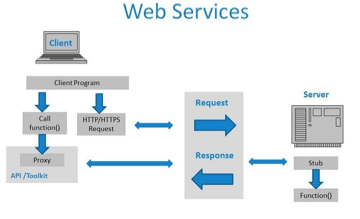 Web Services
Client
Server
Client Program
Call
function()
HTTP/HTTPS
Request
Proxy
API /Toolkit
Request
Response
Stub
Function()